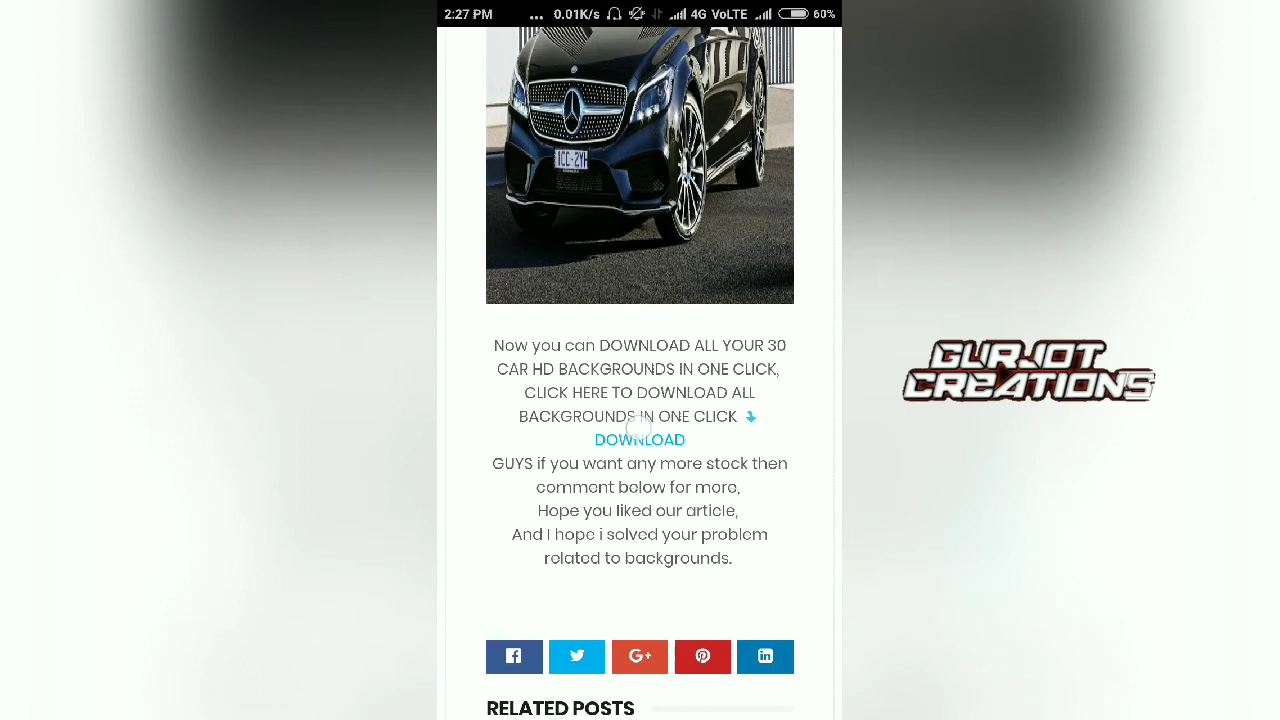 2:27 PM ... 0.01K/s 4G VoLTE 60%
Now you can DOWNLOAD ALL YOUR 30
CAR HD BACKGROUNDS IN ONE CLICK,
CLICK HERE TO DOWNLOAD ALL
BACKGROUNDS IN ONE CLICK
DOWNLOAD
GUYS if you want any more stock then
comment below for more,
Hope you liked our article,
And I hope i solved your problem
related to backgrounds.
G+
in
RELATED POSTS
GURJOT
CREATIONS